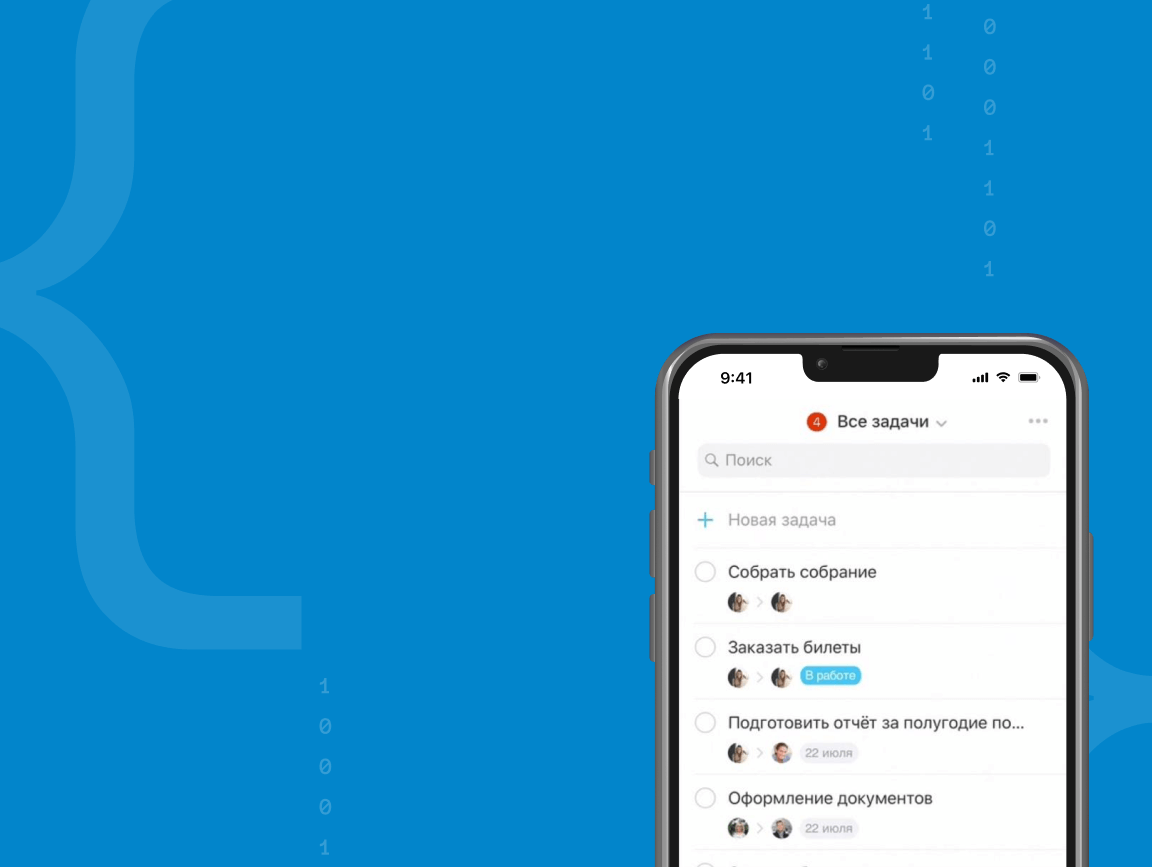 1
1
0
1
0
0
0
1
1
0
1
9:41
4 Все задачи
Поиск
Новая задача
Собрать собрание
Заказать билеты
В работе
Подготовить отчёт за полугодие по...
22 июля
Оформление документов
22 июля
1
0
0
0
1